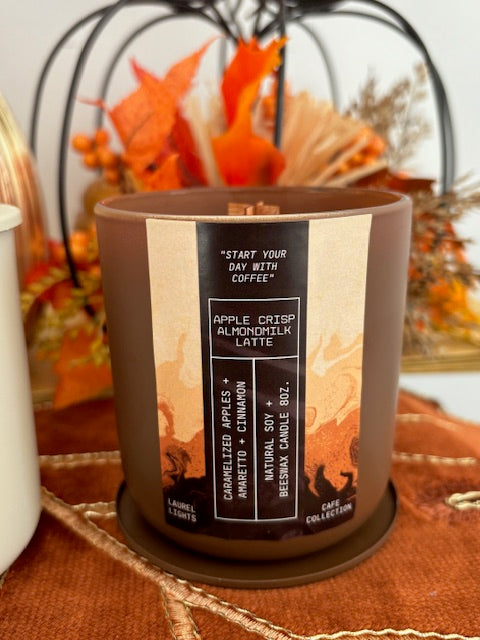 "START YOUR
DAY WITH
COFFEE"
APPLE CRISP
ALMONDMILK
LATTE
CARAMELIZED APPLES +
AMARETTO + CINNAMON
NATURAL SOY +
BEESWAX CANDLE 8OZ.
LAUREL
LIGHTS
CAFE
COLLECTION